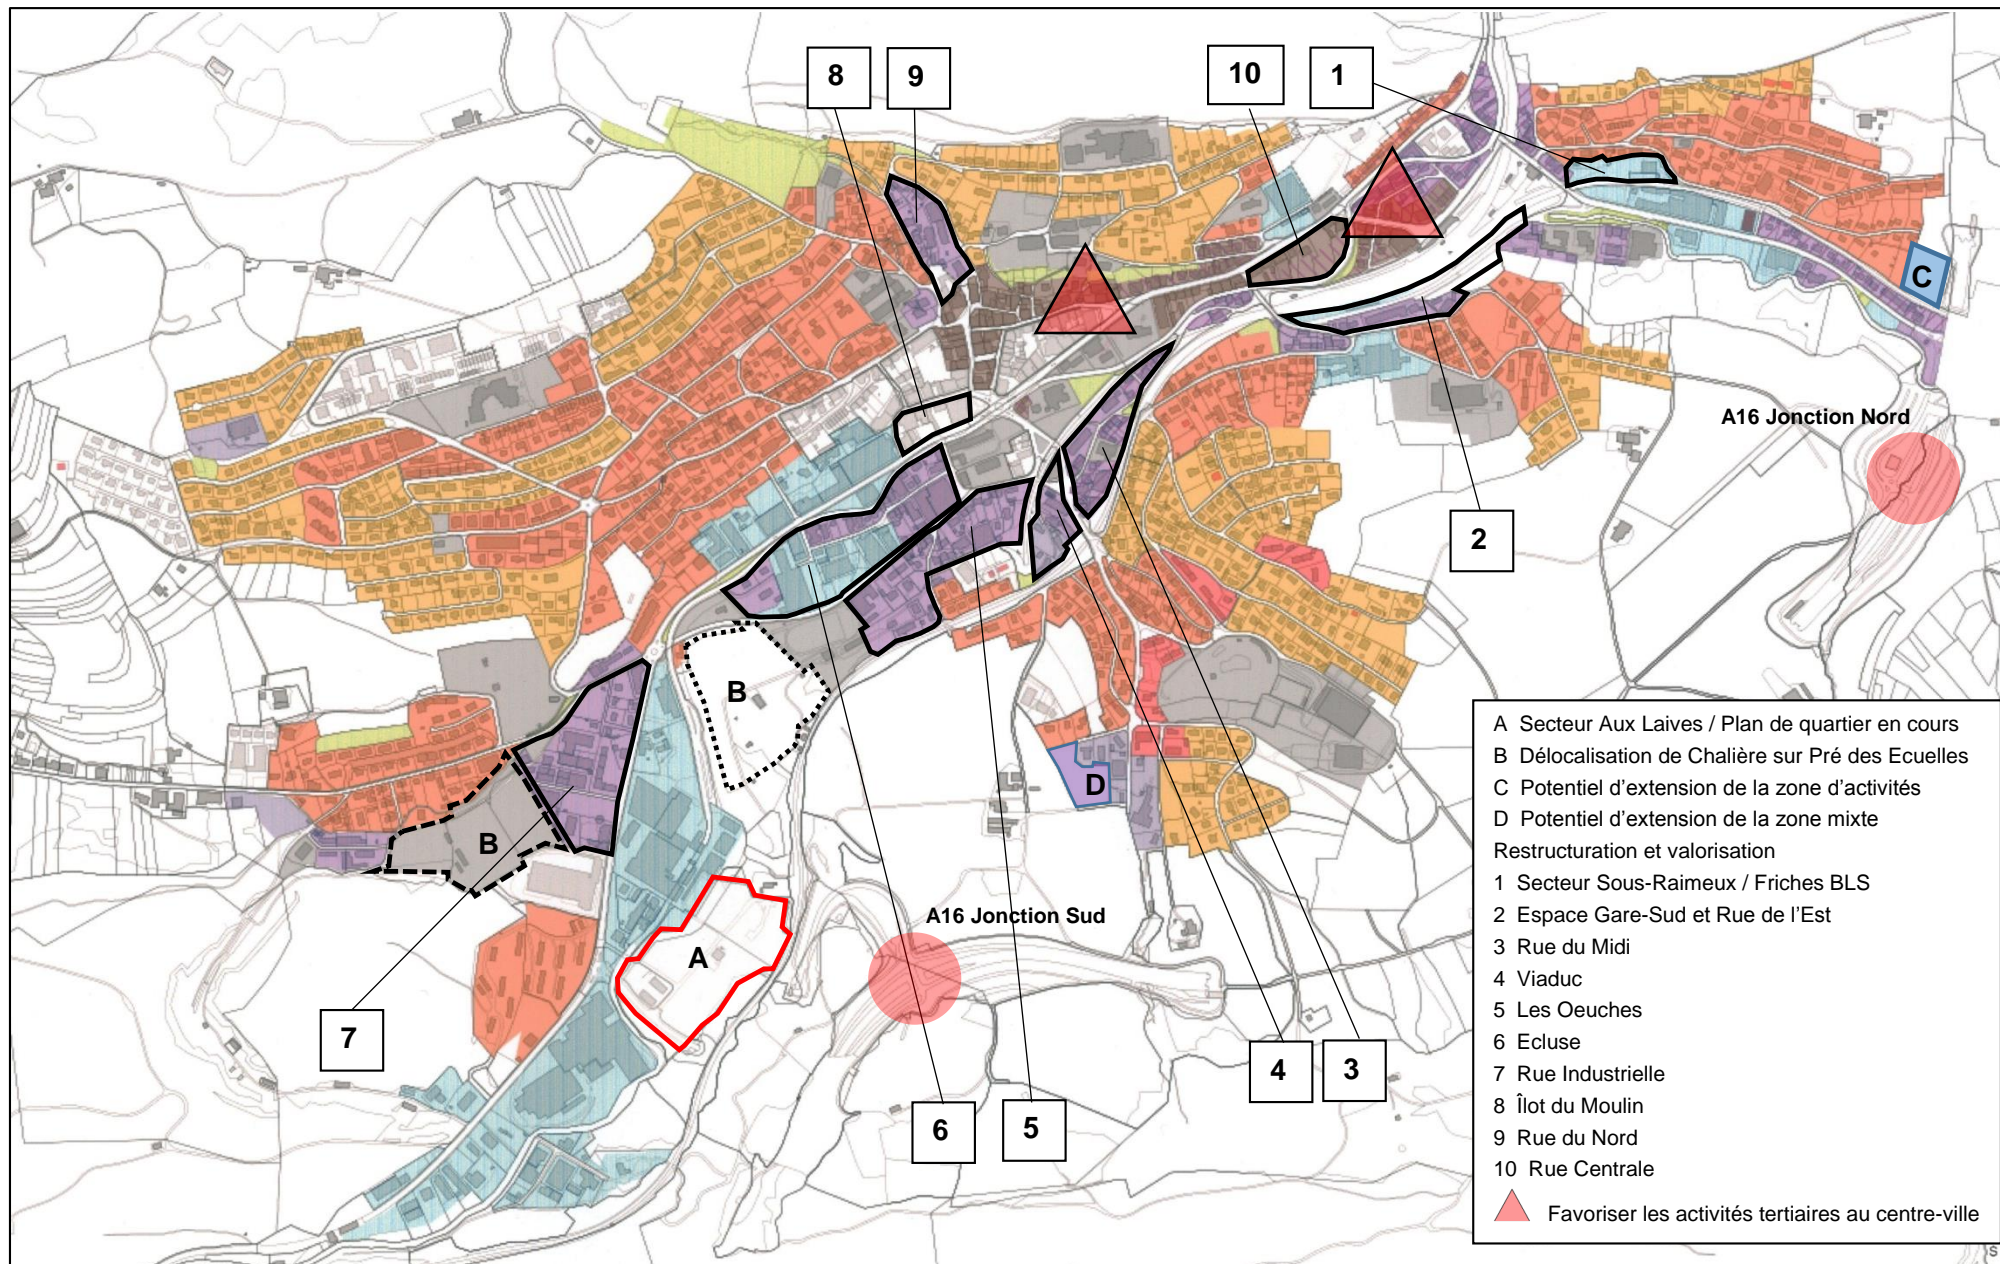 8
9
10
1
C
A16 Jonction Nord
2
B
D
B
A16 Jonction Sud
A
7
4
3
6
5
A Secteur Aux Laives / Plan de quartier en cours
B Délocalisation de Chalière sur Pré des Ecuelles
C Potentiel d'extension de la zone d'activités
D Potentiel d'extension de la zone mixte
Restructuration et valorisation
1 Secteur Sous-Raimeux / Friches BLS
2 Espace Gare-Sud et Rue de l'Est
3 Rue du Midi
4 Viaduc
5 Les Oeuches
6 Ecluse
7 Rue Industrielle
8 Îlot du Moulin
9 Rue du Nord
10 Rue Centrale
Favoriser les activités tertiaires au centre-ville
S